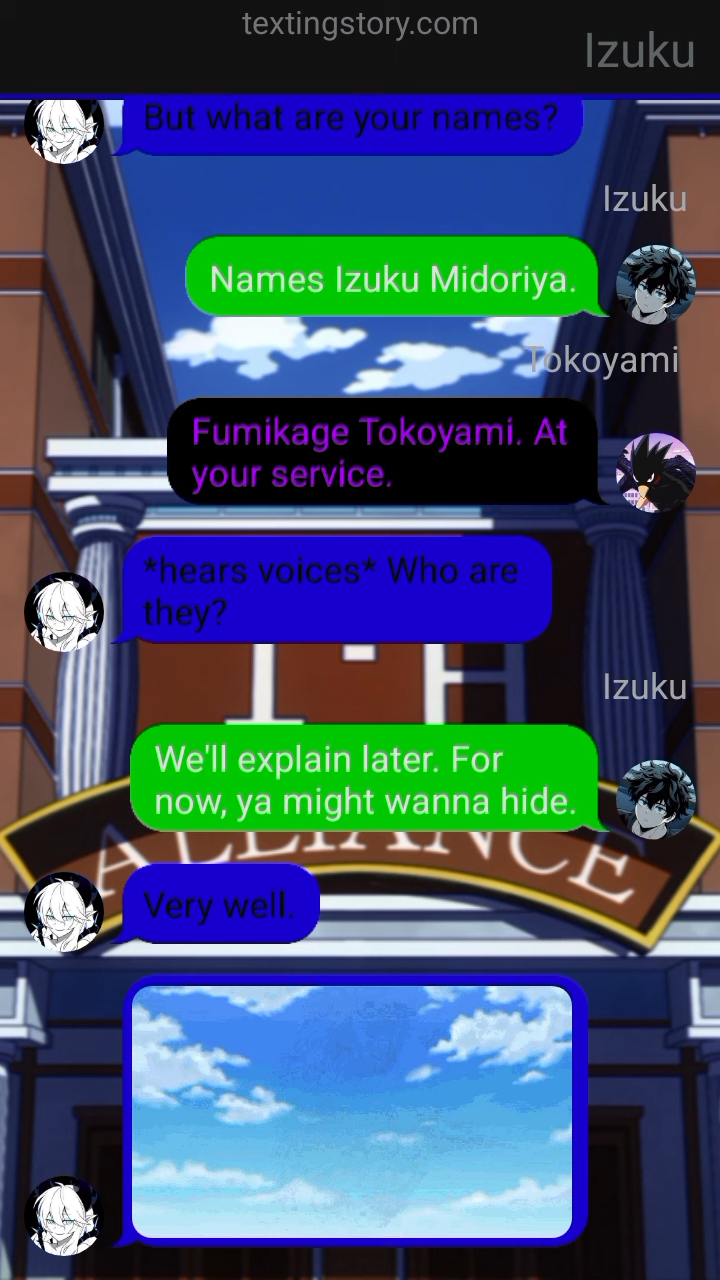 textingstory.com
Izuku
But what are your names?
Izuku
Names Izuku Midoriya.
Tokoyami
Fumikage Tokoyami. At
your service.
*hears voices* Who are
they?
Izuku
We'll explain later. For
now, ya might wanna hide.
ALLIANCE
Very well.